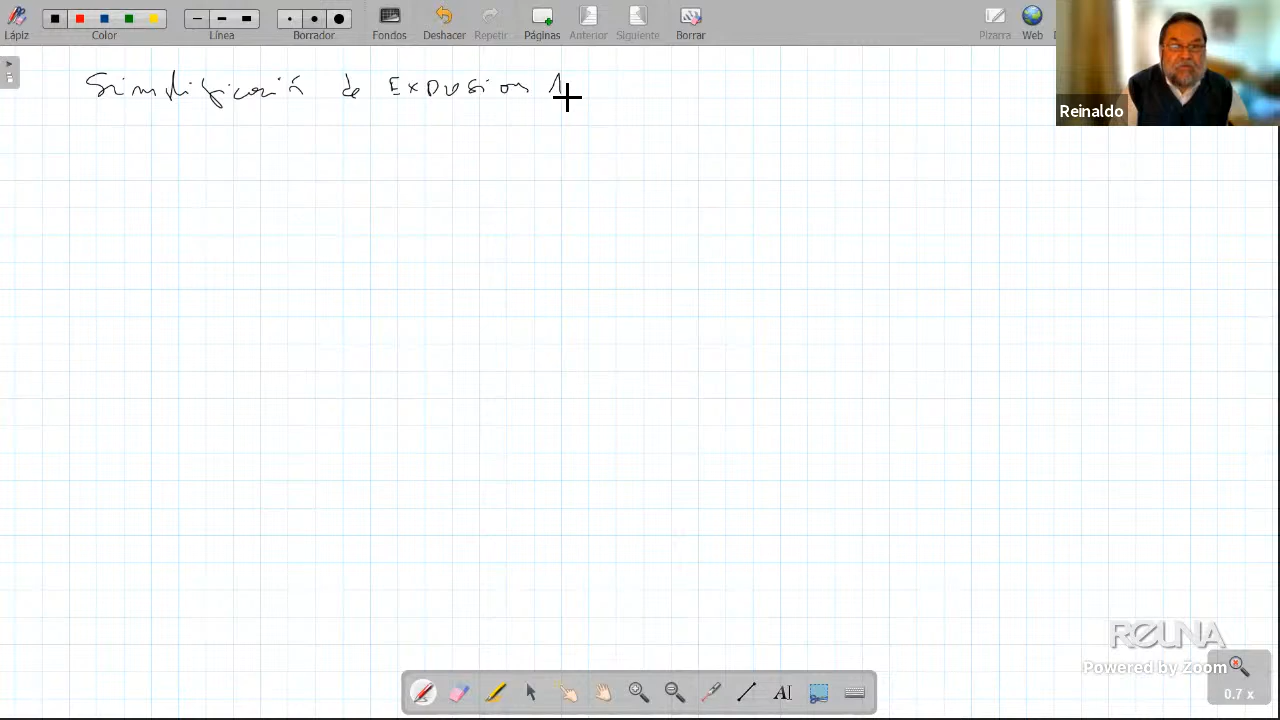 Lápiz Color Línea Borrador Fondos Deshacer Repetir Páginas Anterior Siguiente Borrar Pizarra Web
Simplificación de Expresion
Reinaldo
REUNA
Powered by Zoom
AI
0.7 x